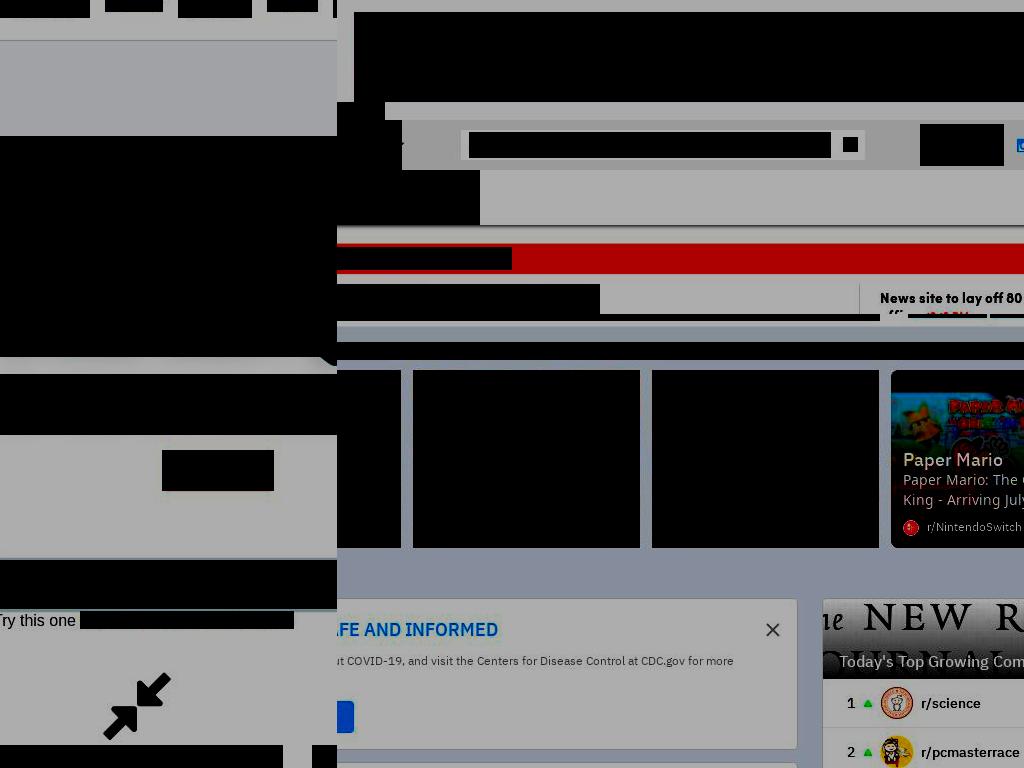 News site to lay off 80
Paper Mario
Paper Mario: The
King - Arriving July
r/NintendoSwitch
Try this one
AFE AND INFORMED
COVID-19, and visit the Centers for Disease Control at CDC.gov for more
NEW
Today's Top Growing
1 r/science
2 r/pcmasterrace